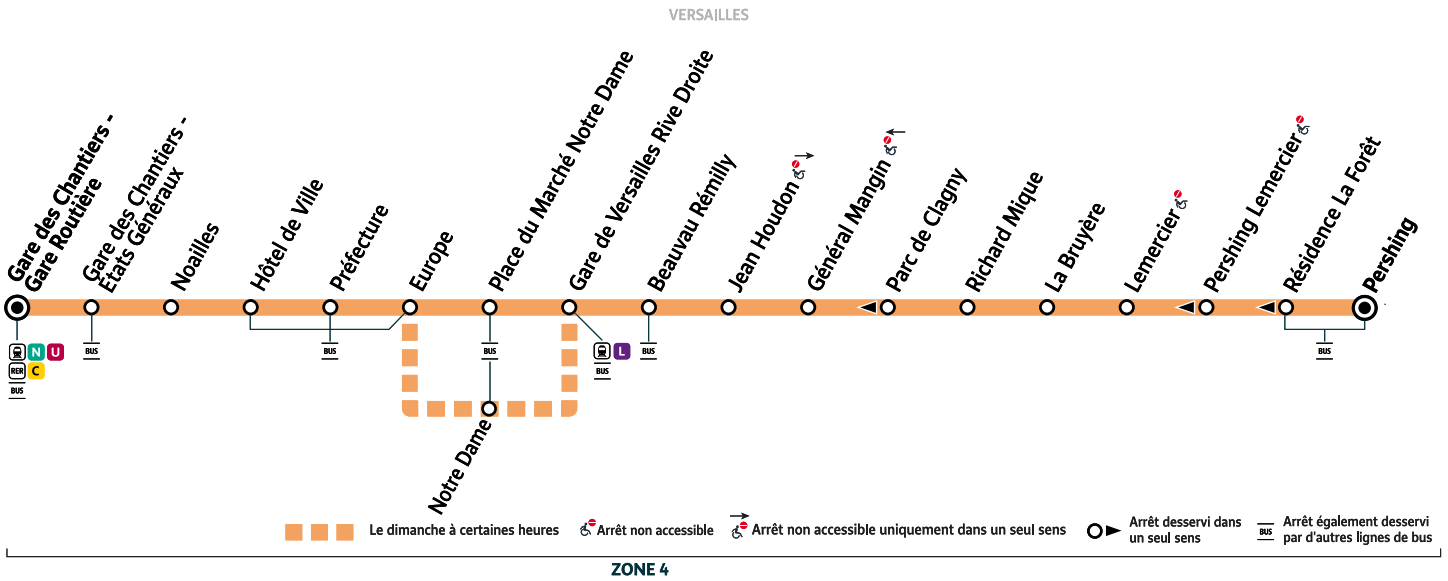 VERSAILLES
Gare des Chantiers -
Gare Routière
Gare des Chantiers -
Etats Généraux
Noailles
Hôtel de Ville
Préfecture
Europe
Place du Marché Notre Dame
Gare de Versailles Rive Droite
Beauvau Rémilly
Jean Houdon
Général Mangin
Parc de Clagny
Richard Mique
La Bruyère
Lemercier
Pershing Lemercier
Résidence La Forêt
Pershing
N U
RER C
BUS
BUS
BUS
BUS
L
BUS
BUS
BUS
Notre Dame
Le dimanche à certaines heures
Arrêt non accessible
Arrêt non accessible uniquement dans un seul sens
Arrêt desservi dans
un seul sens
BUS
Arrêt également desservi
par d'autres lignes de bus
ZONE 4